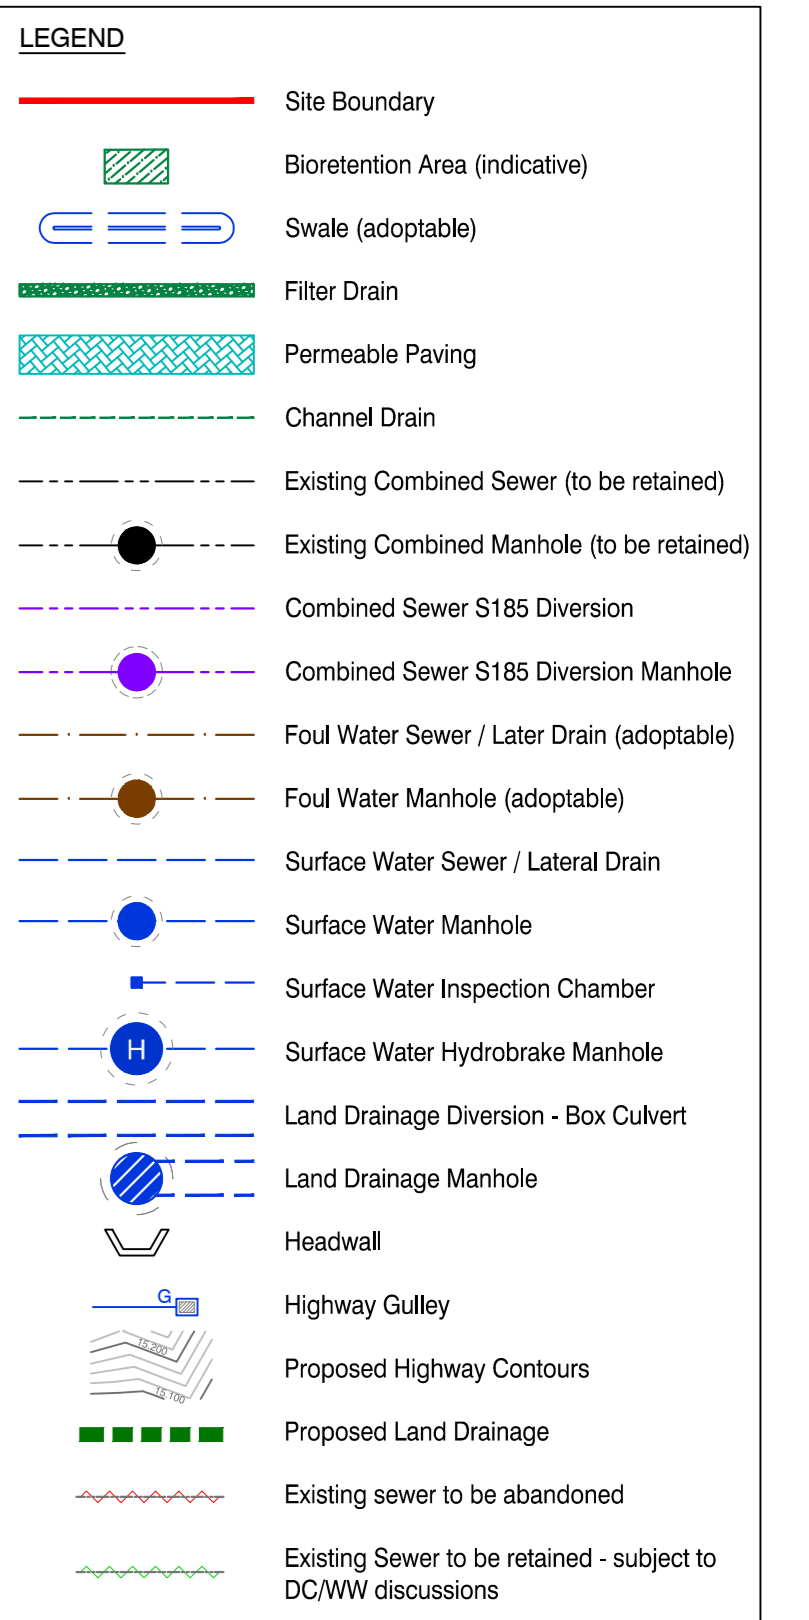 LEGEND
Site Boundary
Bioretention Area (indicative)
Swale (adoptable)
Filter Drain
Permeable Paving
Channel Drain
Existing Combined Sewer (to be retained)
Existing Combined Manhole (to be retained)
Combined Sewer S185 Diversion
Combined Sewer S185 Diversion Manhole
Foul Water Sewer / Later Drain (adoptable)
Foul Water Manhole (adoptable)
Surface Water Sewer / Lateral Drain
Surface Water Manhole
Surface Water Inspection Chamber
H
Surface Water Hydrobrake Manhole
Land Drainage Diversion - Box Culvert
Land Drainage Manhole
Headwall
G
Highway Gulley
15.200
Proposed Highway Contours
15.100
Proposed Land Drainage
Existing sewer to be abandoned
Existing Sewer to be retained - subject to
DC/WW discussions